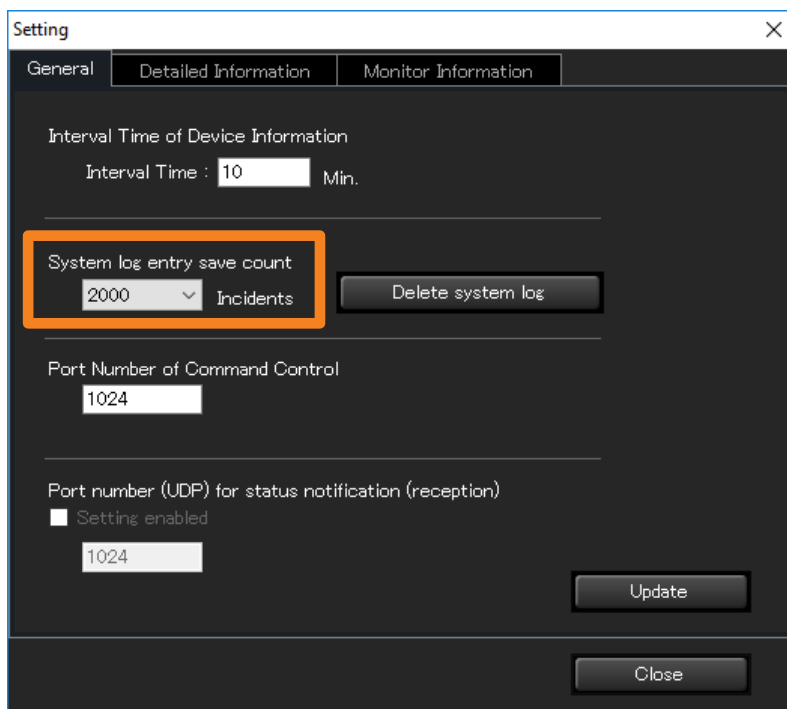 Setting
General Detailed Information Monitor Information
Interval Time of Device Information
Interval Time : 10 Min.
System log entry save count
2000 Incidents Delete system log
Port Number of Command Control
1024
Port number (UDP) for status notification (reception)
Setting enabled
1024
Update
Close